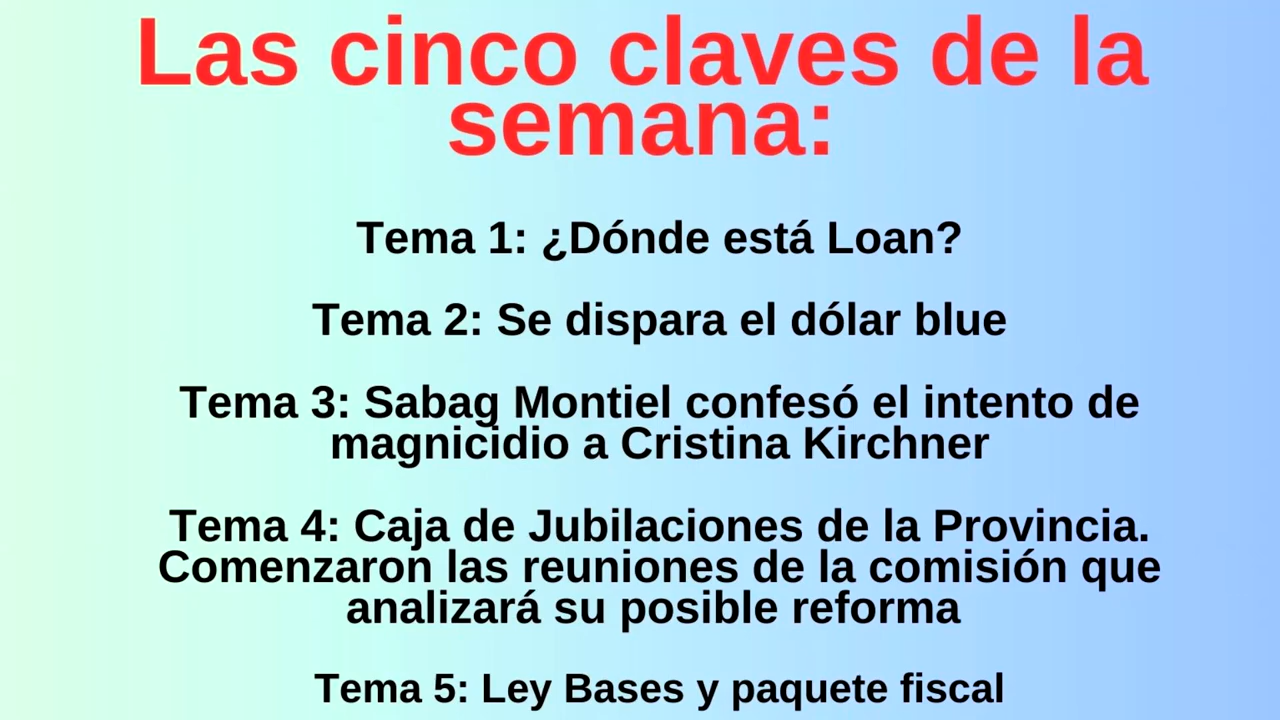 Las cinco claves de la
semana:
Tema 1: ¿Dónde está Loan?
Tema 2: Se dispara el dólar blue
Tema 3: Sabag Montiel confesó el intento de
magnicidio a Cristina Kirchner
Tema 4: Caja de Jubilaciones de la Provincia.
Comenzaron las reuniones de la comisión que
analizará su posible reforma
Tema 5: Ley Bases y paquete fiscal